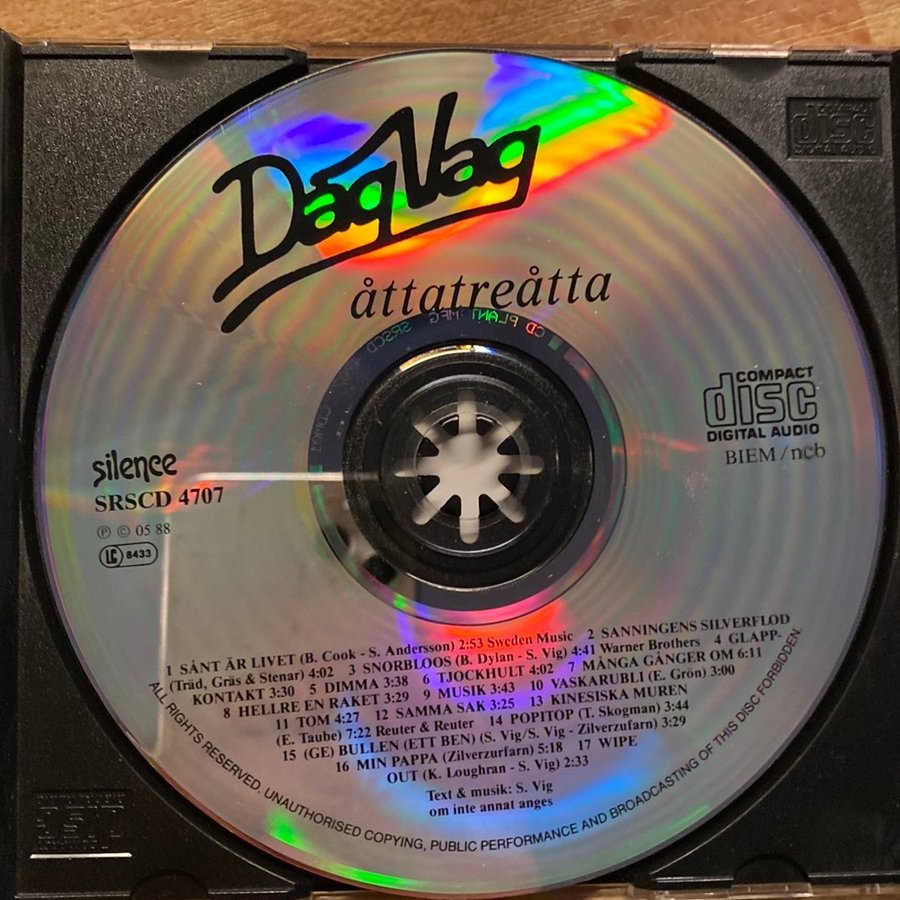 Dag Vag
åttatreåtta
CD PLANT MFG SRSCD
COMPACT
disc
DIGITAL AUDIO
BIEM/ncb
silence
SRSCD 4707
Ⓟ © 05 88
LC 8433
1 SÅNT ÄR LIVET (B. Cook - S. Andersson) 2:53 Sweden Music 2 SANNINGENS SILVERFLOD
(Träd, Gräs & Stenar) 4:02 3 SNORBLOOS (B. Dylan - S. Vig) 4:41 Warner Brothers 4 GLAPP-
KONTAKT 3:30 5 DIMMA 3:38 6 TJOCKHULT 4:02 7 MÅNGA GÅNGER OM 6:11
8 HELLRE EN RAKET 3:29 9 MUSIK 3:43 10 VASKARUBLI (E. Grön) 3:00
11 TOM 4:27 12 SAMMA SAK 3:25 13 KINESISKA MUREN
(E. Taube) 7:22 Reuter & Reuter 14 POPITOP (T. Skogman) 3:44
15 (GE) BULLEN (ETT BEN) (S. Vig/S. Vig - Zilverzurfarn) 3:29
16 MIN PAPPA (Zilverzurfarn) 5:18 17 WIPE
OUT (K. Loughran - S. Vig) 2:33
Text & musik: S. Vig
om inte annat anges
ALL RIGHTS RESERVED. UNAUTHORISED COPYING, PUBLIC PERFORMANCE AND BROADCASTING OF THIS DISC FORBIDDEN.